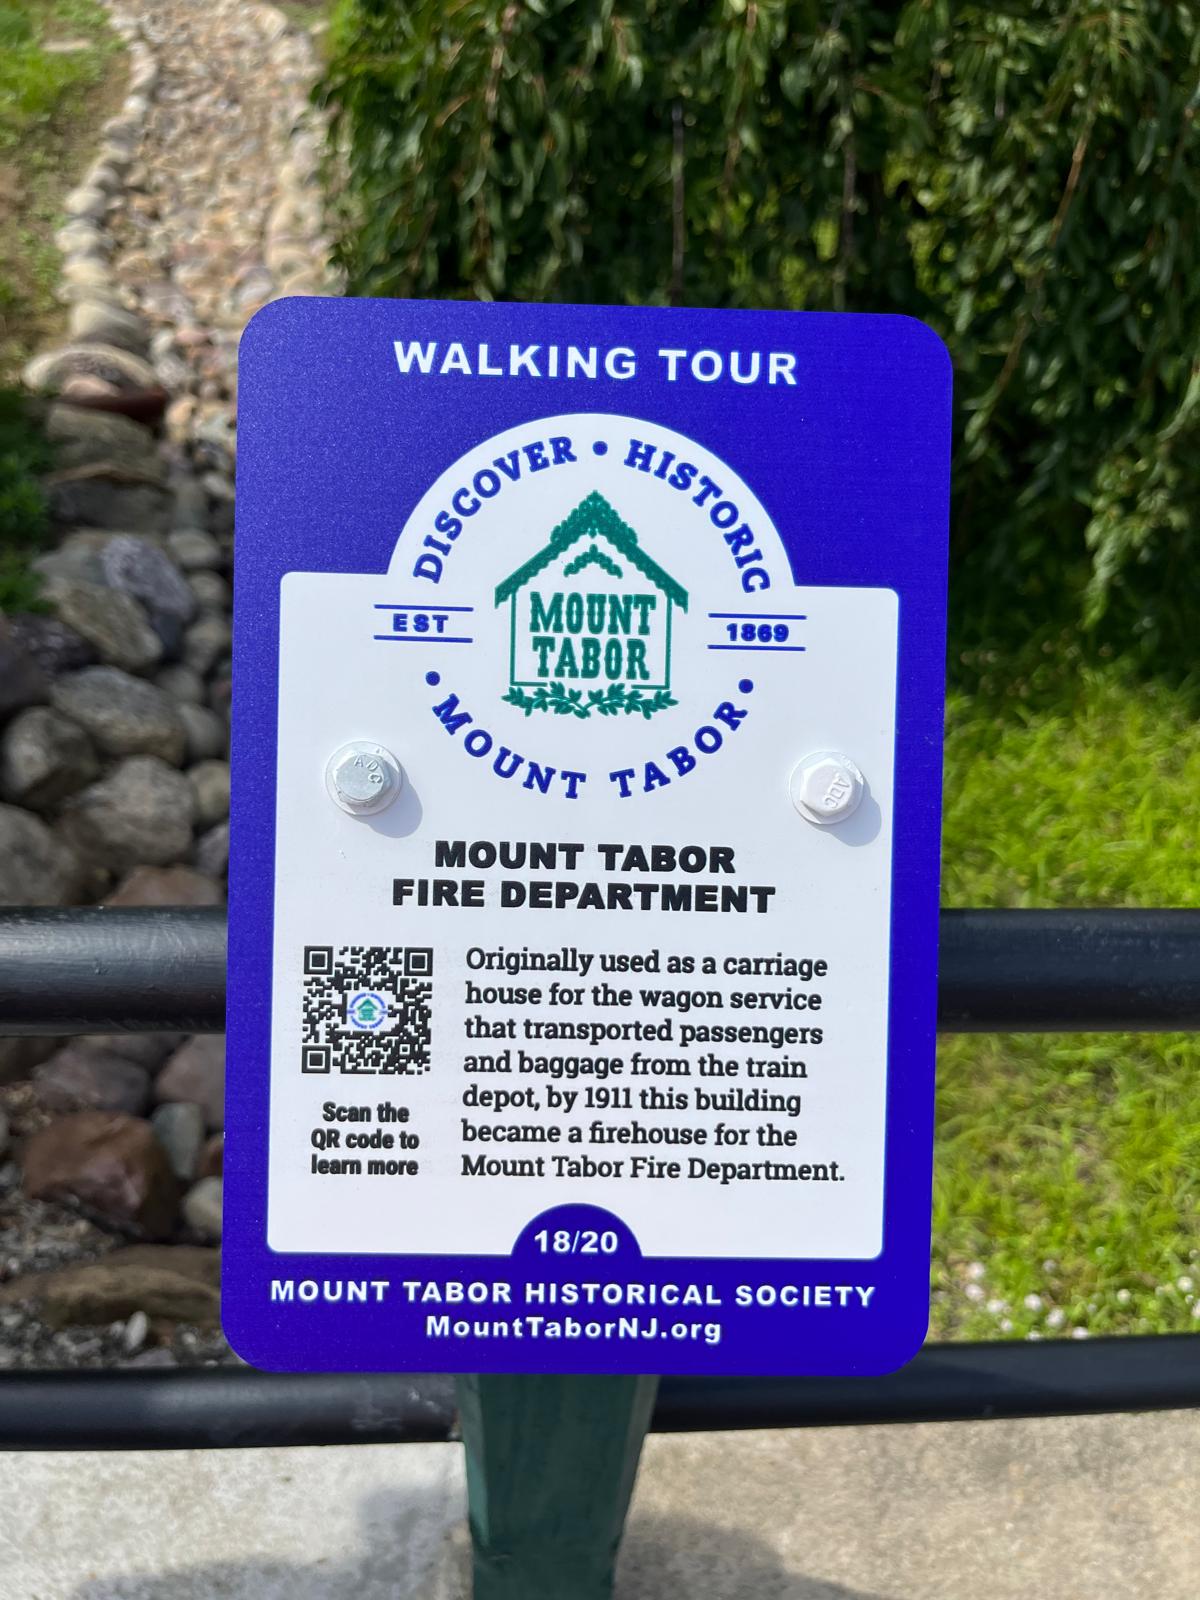 WALKING TOUR
DISCOVER • HISTORIC
MOUNT
TABOR
EST
1869
• MOUNT TABOR •
ADC
ADC
MOUNT TABOR
FIRE DEPARTMENT
Originally used as a carriage
house for the wagon service
that transported passengers
and baggage from the train
depot, by 1911 this building
became a firehouse for the
Mount Tabor Fire Department.
Scan the
QR code to
learn more
18/20
MOUNT TABOR HISTORICAL SOCIETY
MountTaborNJ.org